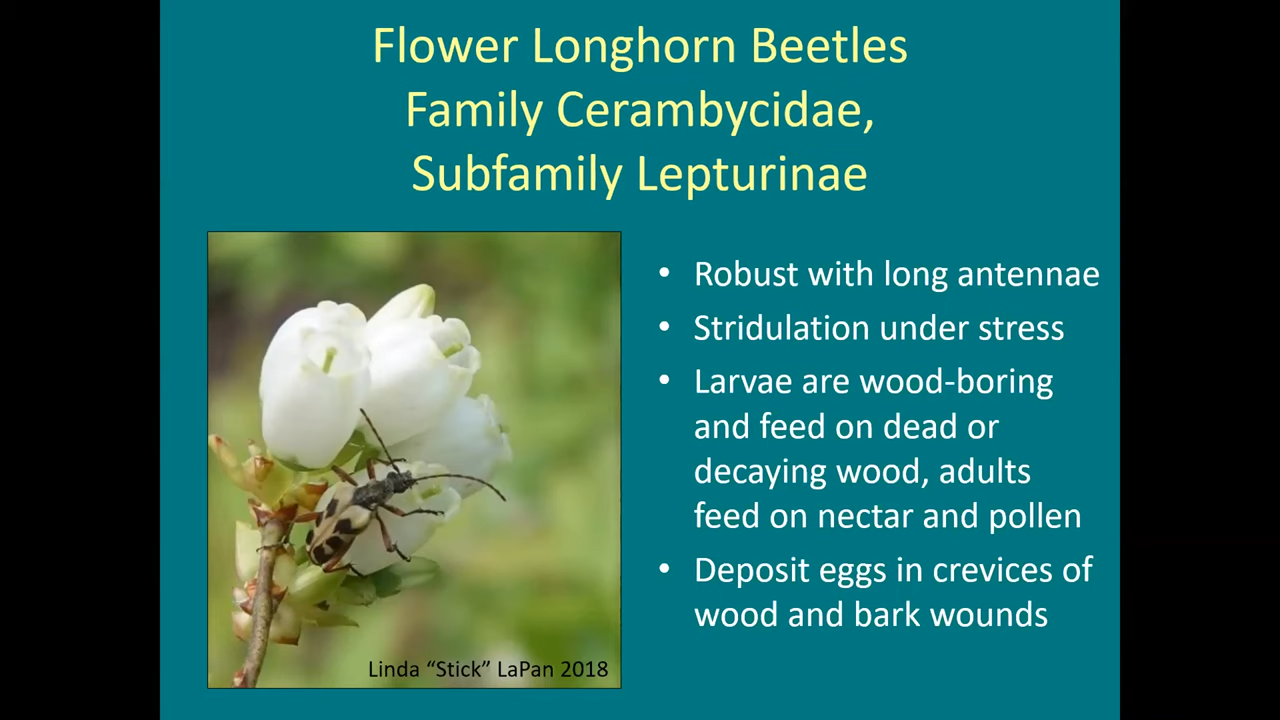 Flower Longhorn Beetles
Family Cerambycidae,
Subfamily Lepturinae
• Robust with long antennae
• Stridulation under stress
• Larvae are wood-boring
and feed on dead or
decaying wood, adults
feed on nectar and pollen
• Deposit eggs in crevices of
wood and bark wounds
Linda “Stick” LaPan 2018